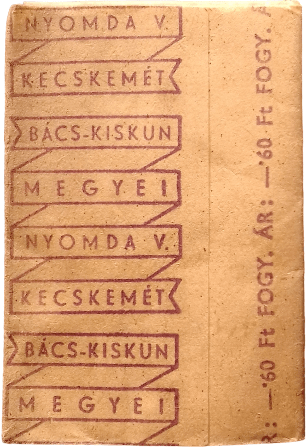 NYOMDA V.
KECSKEMÉT
BÁCS-KISKUN
MEGYEI
NYOMDA V.
KECSKEMÉT
BÁCS-KISKUN
MEGYEI
R: —'60 Ft FOGY. ÁR: —'60 Ft FOGY. Á